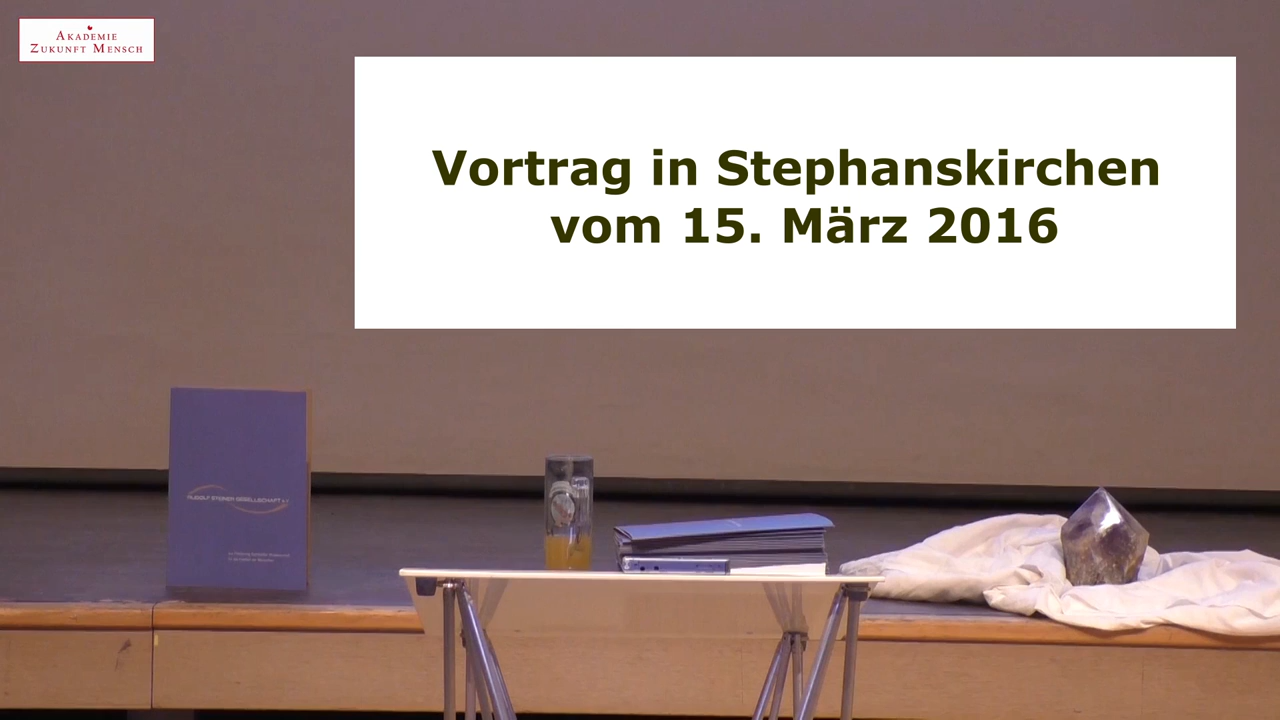 AKADEMIE
ZUKUNFT MENSCH
Vortrag in Stephanskirchen
vom 15. März 2016
RUDOLF STEINER GESELLSCHAFT e.V.